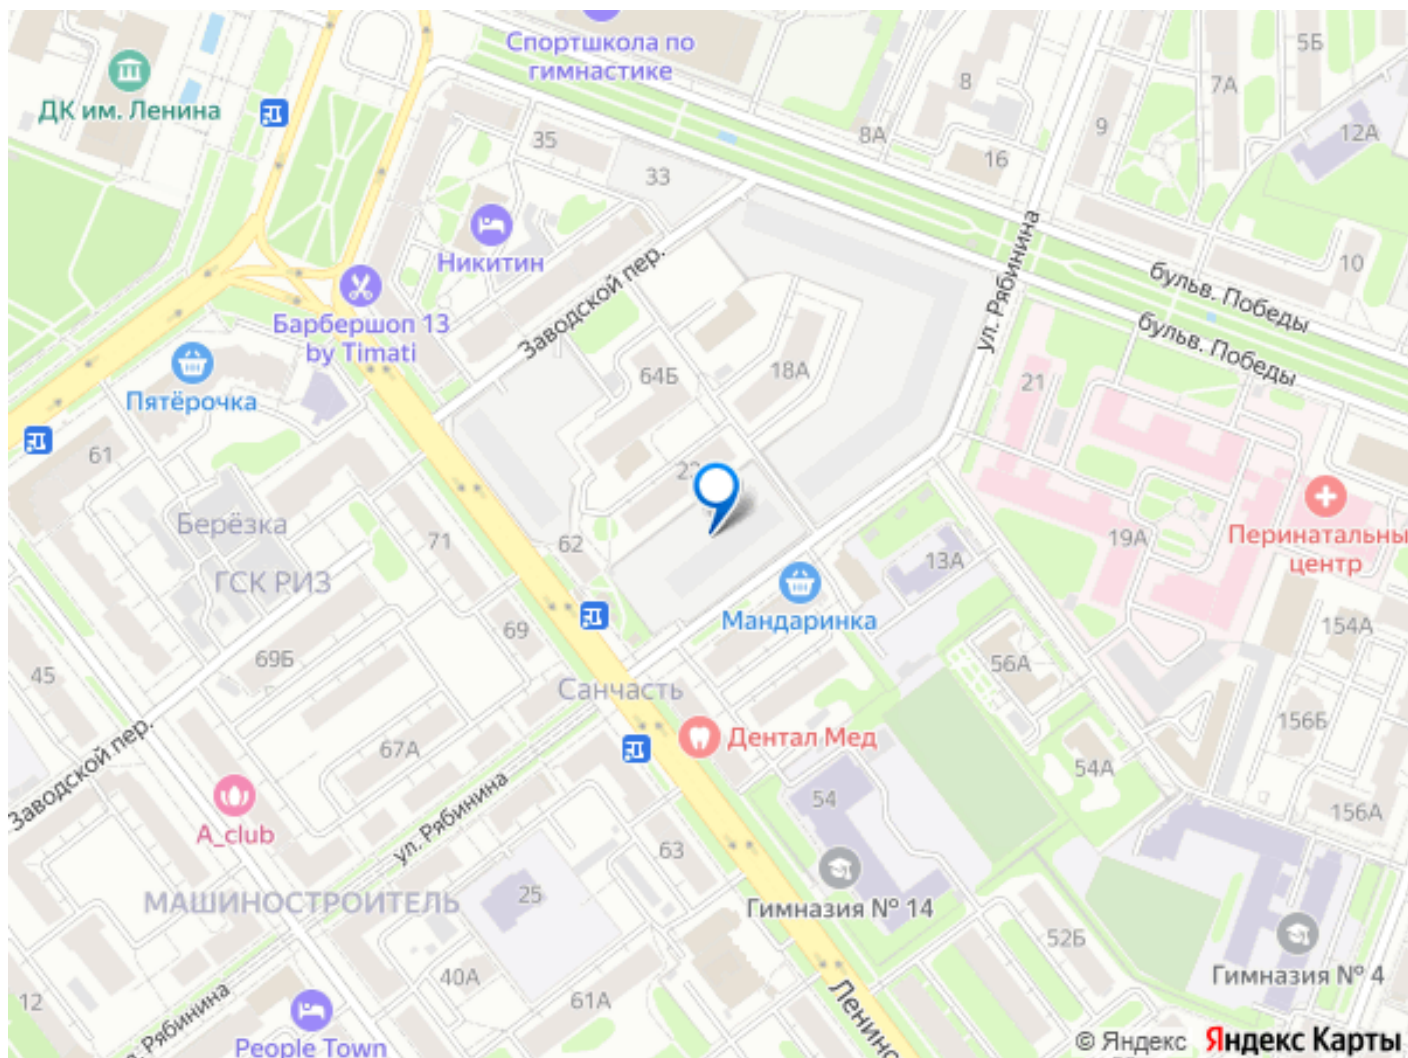 Спортшкола по
гимнастике
5Б
7А
8
9
12А
8А
16
ДК им. Ленина
35
33
Никитин
Заводской пер.
ул. Рябинина
10
бульв. Победы
бульв. Победы
Барбершоп 13
by Timati
Пятёрочка
64Б
18А
21
61
Берёзка
ГСК РИЗ
71
62
19А
Перинатальны
центр
13А
Мандаринка
69
154А
69Б
45
Санчасть
56А
156Б
67А
Дентал Мед
54А
Заводской пер.
A_club
ул. Рябинина
54
156А
63
МАШИНОСТРОИТЕЛЬ
25
Гимназия № 14
52Б
Гимназия № 4
40А
61А
12
Рябинина
People Town
Ленинс
© Яндекс Яндекс Карты